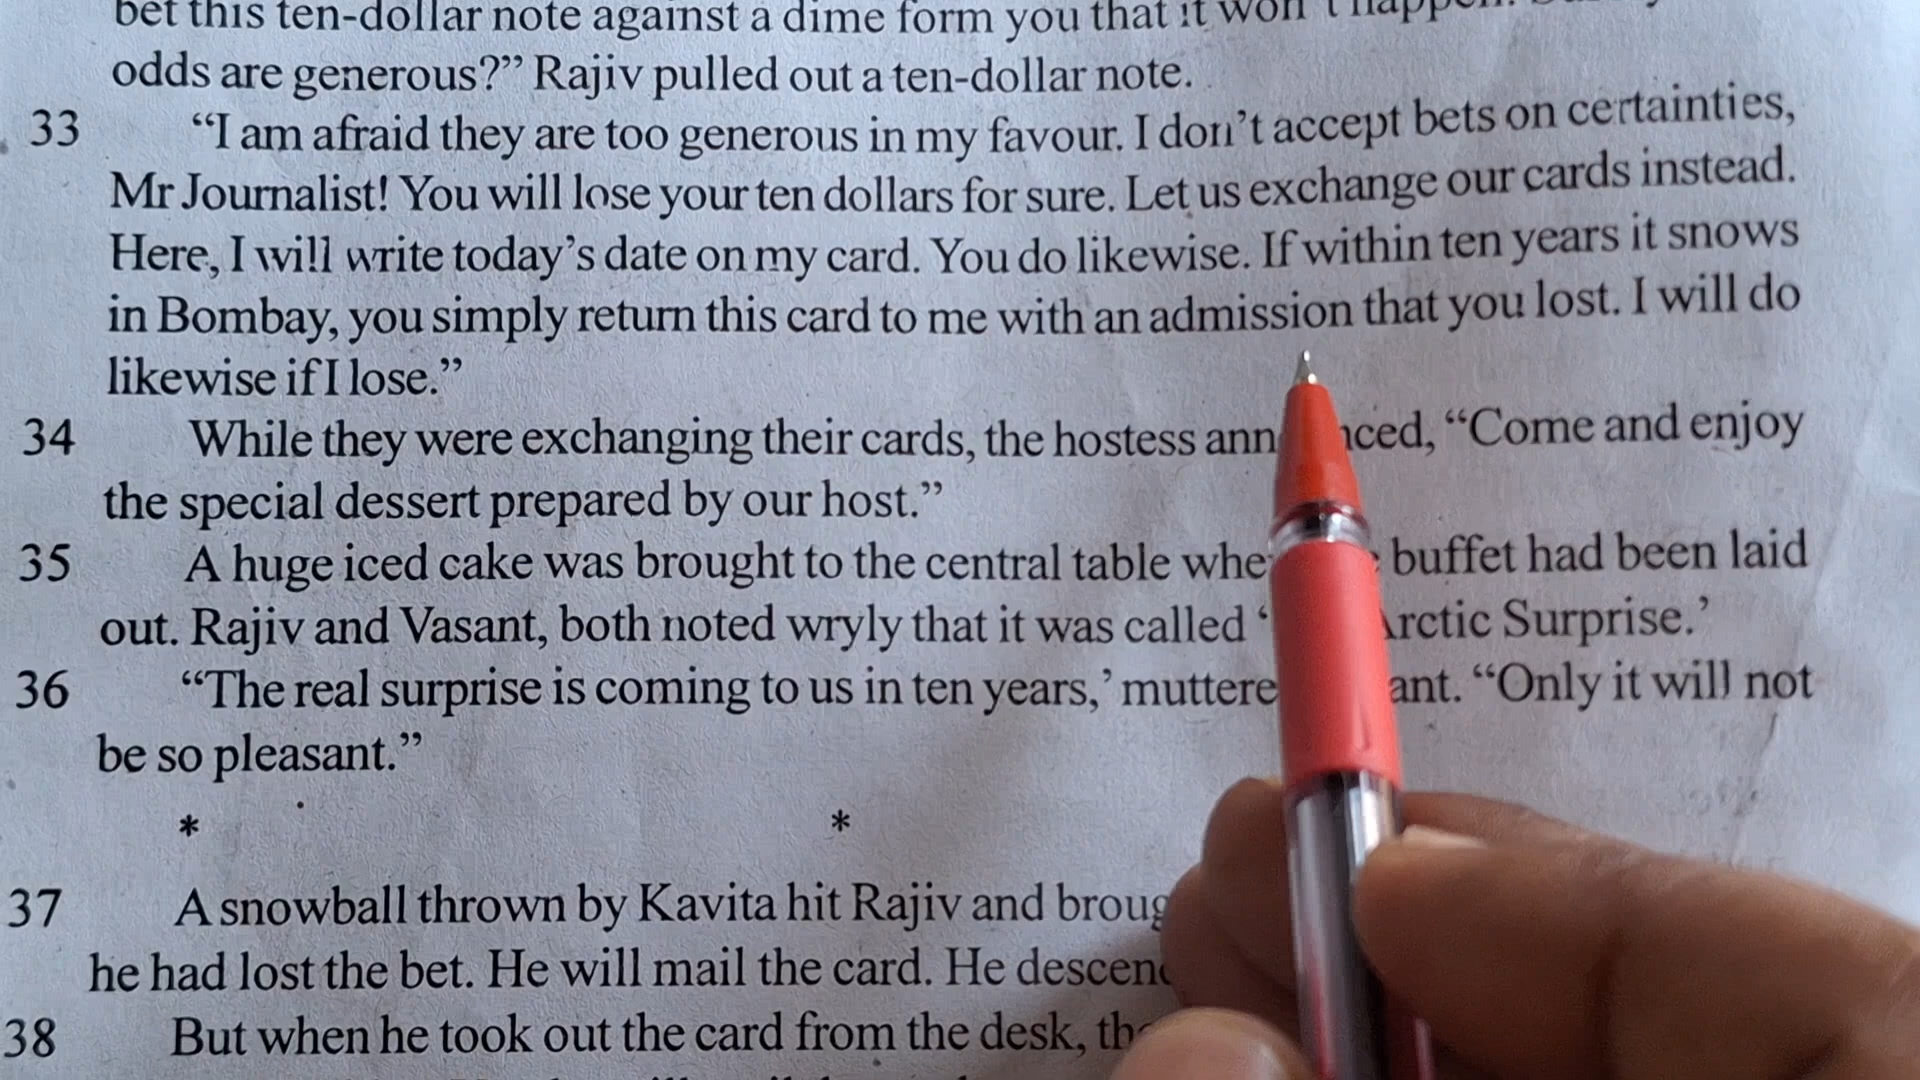 bet this ten-dollar note against a dime form you that it won't happen.
odds are generous?” Rajiv pulled out a ten-dollar note.
33 “I am afraid they are too generous in my favour. I don't accept bets on certainties,
Mr Journalist! You will lose your ten dollars for sure. Let us exchange our cards instead.
Here, I will write today's date on my card. You do likewise. If within ten years it snows
in Bombay, you simply return this card to me with an admission that you lost. I will do
likewise if I lose.”
34 While they were exchanging their cards, the hostess “Come and enjoy
the special dessert prepared by our host.”
35 A huge iced cake was brought to the central table buffet had been laid
out. Rajiv and Vasant, both noted wryly that it was called ‘ Arctic Surprise.’
36 “The real surprise is coming to us in ten years,’ “Only it will not
be so pleasant.”
* *
37 A snowball thrown by Kavita hit Rajiv and
he had lost the bet. He will mail the card. He
38 But when he took out the card from the desk,